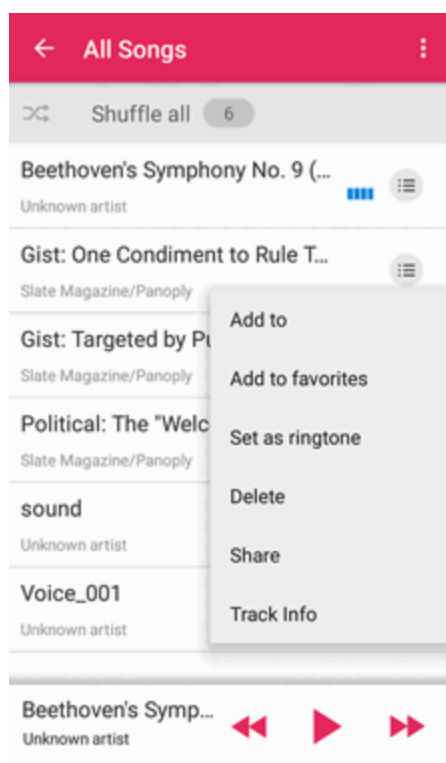 All Songs
Shuffle all 6
Beethoven's Symphony No. 9 (...
Unknown artist
Gist: One Condiment to Rule T...
Slate Magazine/Panoply
Gist: Targeted by Pu
Slate Magazine/Panoply
Political: The "Welc
Slate Magazine/Panoply
sound
Unknown artist
Voice_001
Unknown artist
Add to
Add to favorites
Set as ringtone
Delete
Share
Track Info
Beethoven's Symp...
Unknown artist